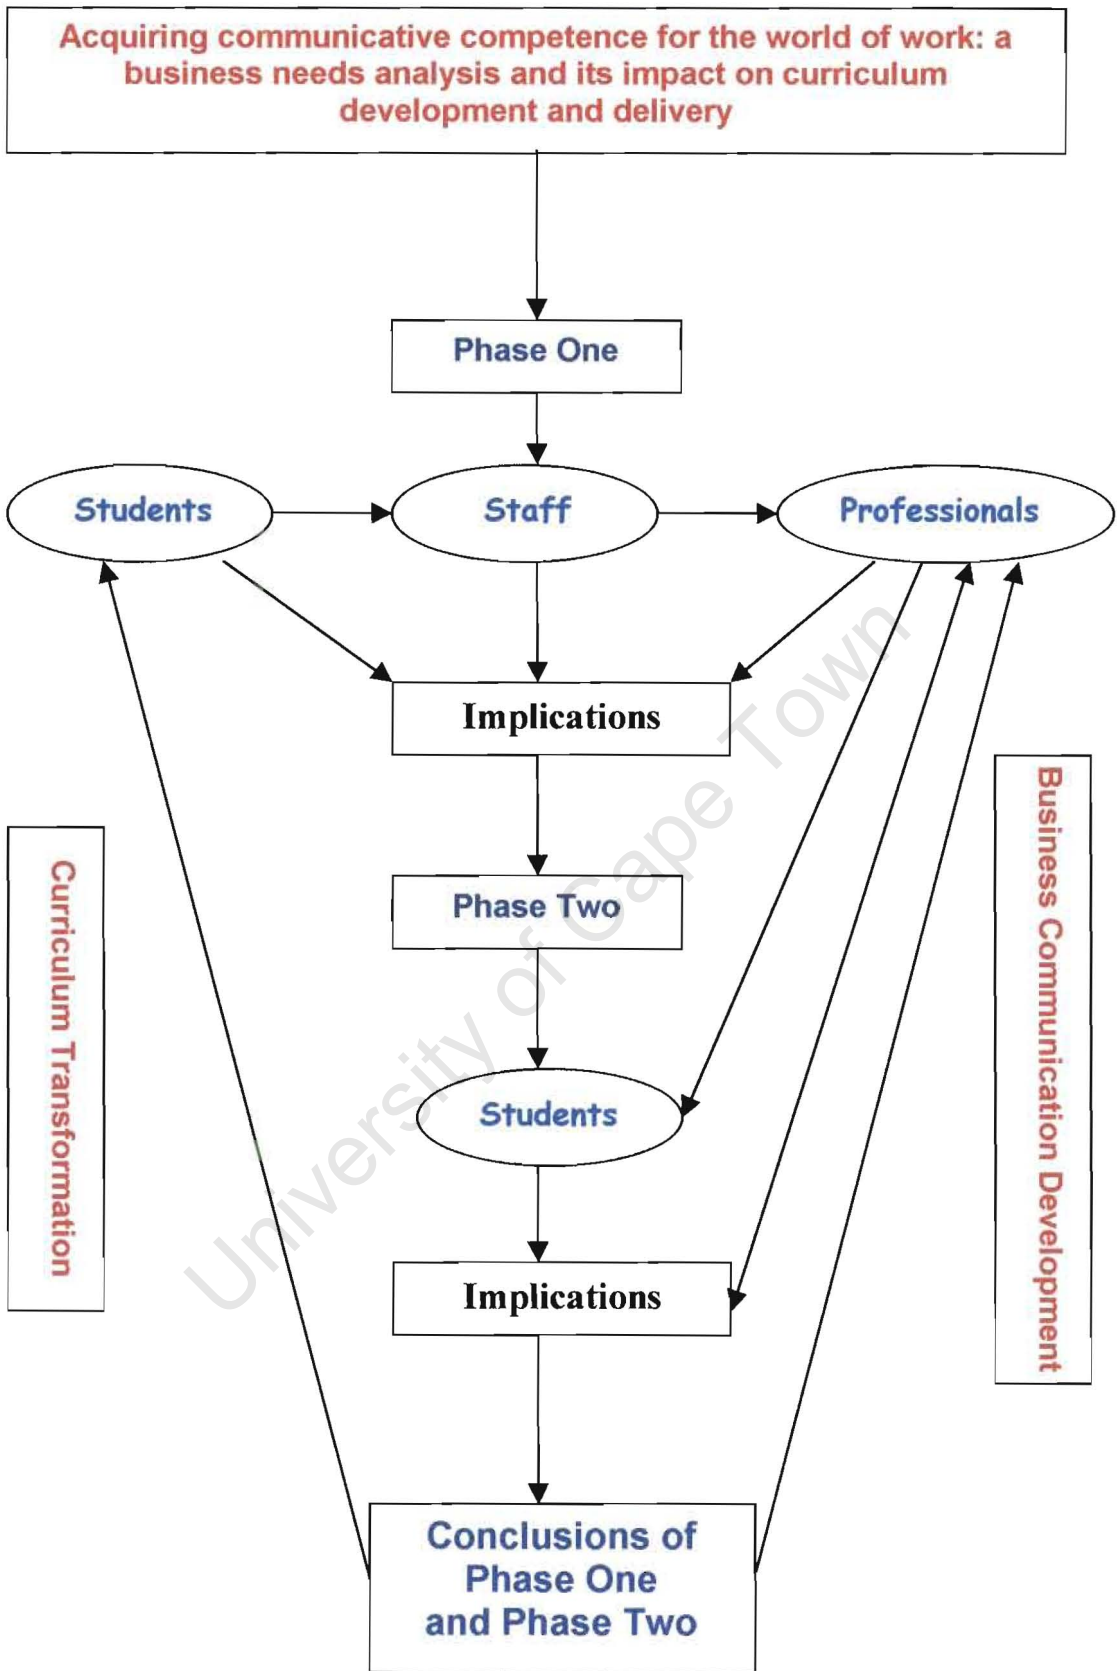 Acquiring communicative competence for the world of work: a
business needs analysis and its impact on curriculum
development and delivery
Phase One
Students
Staff
Professionals
Implications
Curriculum Transformation
Business Communication Development
Phase Two
Students
Implications
Conclusions of
Phase One
and Phase Two
University of Cape Town